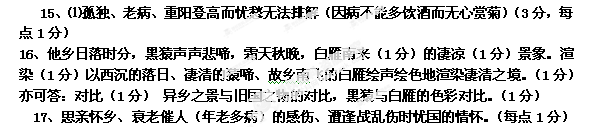 15、⑴孤独、老病、重阳登高而忧愁无法排解（因病不能多饮酒而无心赏菊）(3分，每
点1分）
16、他乡日落时分，黑猿声声悲啼，霜天秋晚，白雁南来（1分）的凄凉（1分）景象。渲
染（1分）以西沉的落日、凄清的猿啼、故乡南飞的白雁绘声绘色地渲染凄清之境。（1分）
亦可答：对比（1分） 异乡之景与旧国之物的对比，黑猿与白雁的色彩对比。（1分）
17、思亲怀乡、衰老催人（年老多病）的感伤、遭逢战乱伤时忧国的情怀。（每点1分）